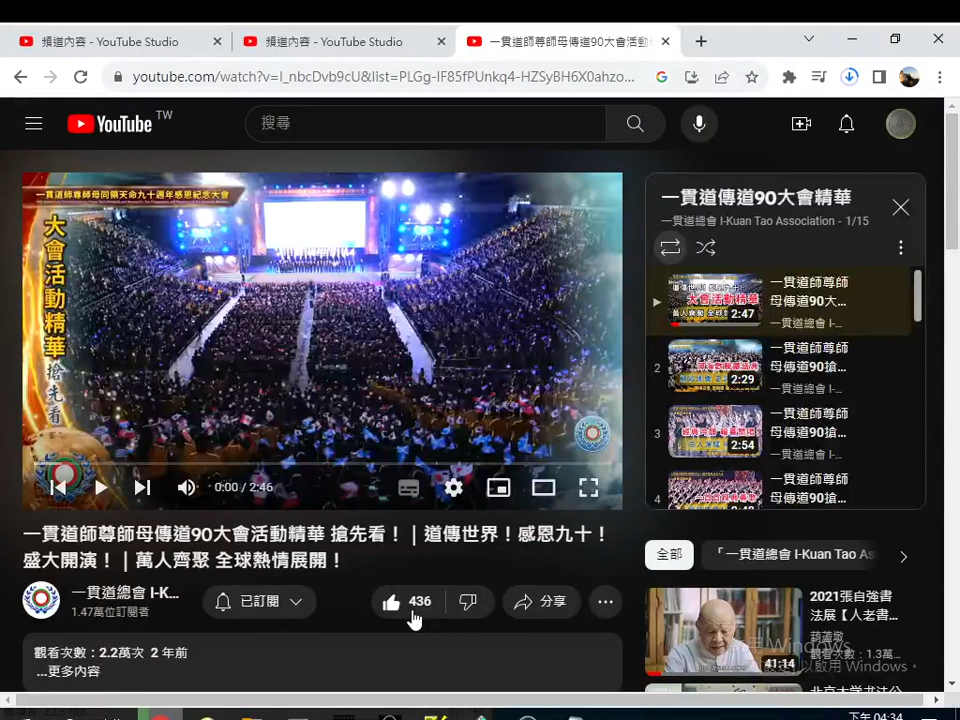 頻道內容 - YouTube Studio
頻道內容 - YouTube Studio
一貫道師尊師母傳道90大會活動
youtube.com/watch?v=I_nbcDvb9cU&list=PLGg-IF85fPUnkq4-HZSyBH6X0ahzo...
YouTube TW
搜尋
一貫道師尊師母同領天命九十週年感恩紀念大會
大會活動精華搶先看
0:00 / 2:46
一貫道傳道90大會精華
一貫道總會 I-Kuan Tao Association - 1/15
大會活動精華
2:47
一貫道師尊師
母傳道90大...
一貫道總會 I-...
2
2:29
一貫道師尊師
母傳道90搶...
一貫道總會 I-...
3
2:54
一貫道師尊師
母傳道90搶...
一貫道總會 I-...
4
一貫道師尊師
母傳道90搶...
一貫道師尊師母傳道90大會活動精華 搶先看！｜道傳世界！感恩九十！
盛大開演！｜萬人齊聚 全球熱情展開！
一貫道總會 I-K...
1.47萬位訂閱者
已訂閱
436
分享
觀看次數：2.2萬次 2 年前
...更多內容
全部
「一貫道總會 I-Kuan Tao As
2021張自強書
法展【人老書...
觀看次數：1.3萬...
41:14
Windows
以啟用 Windows。
下午 04:34